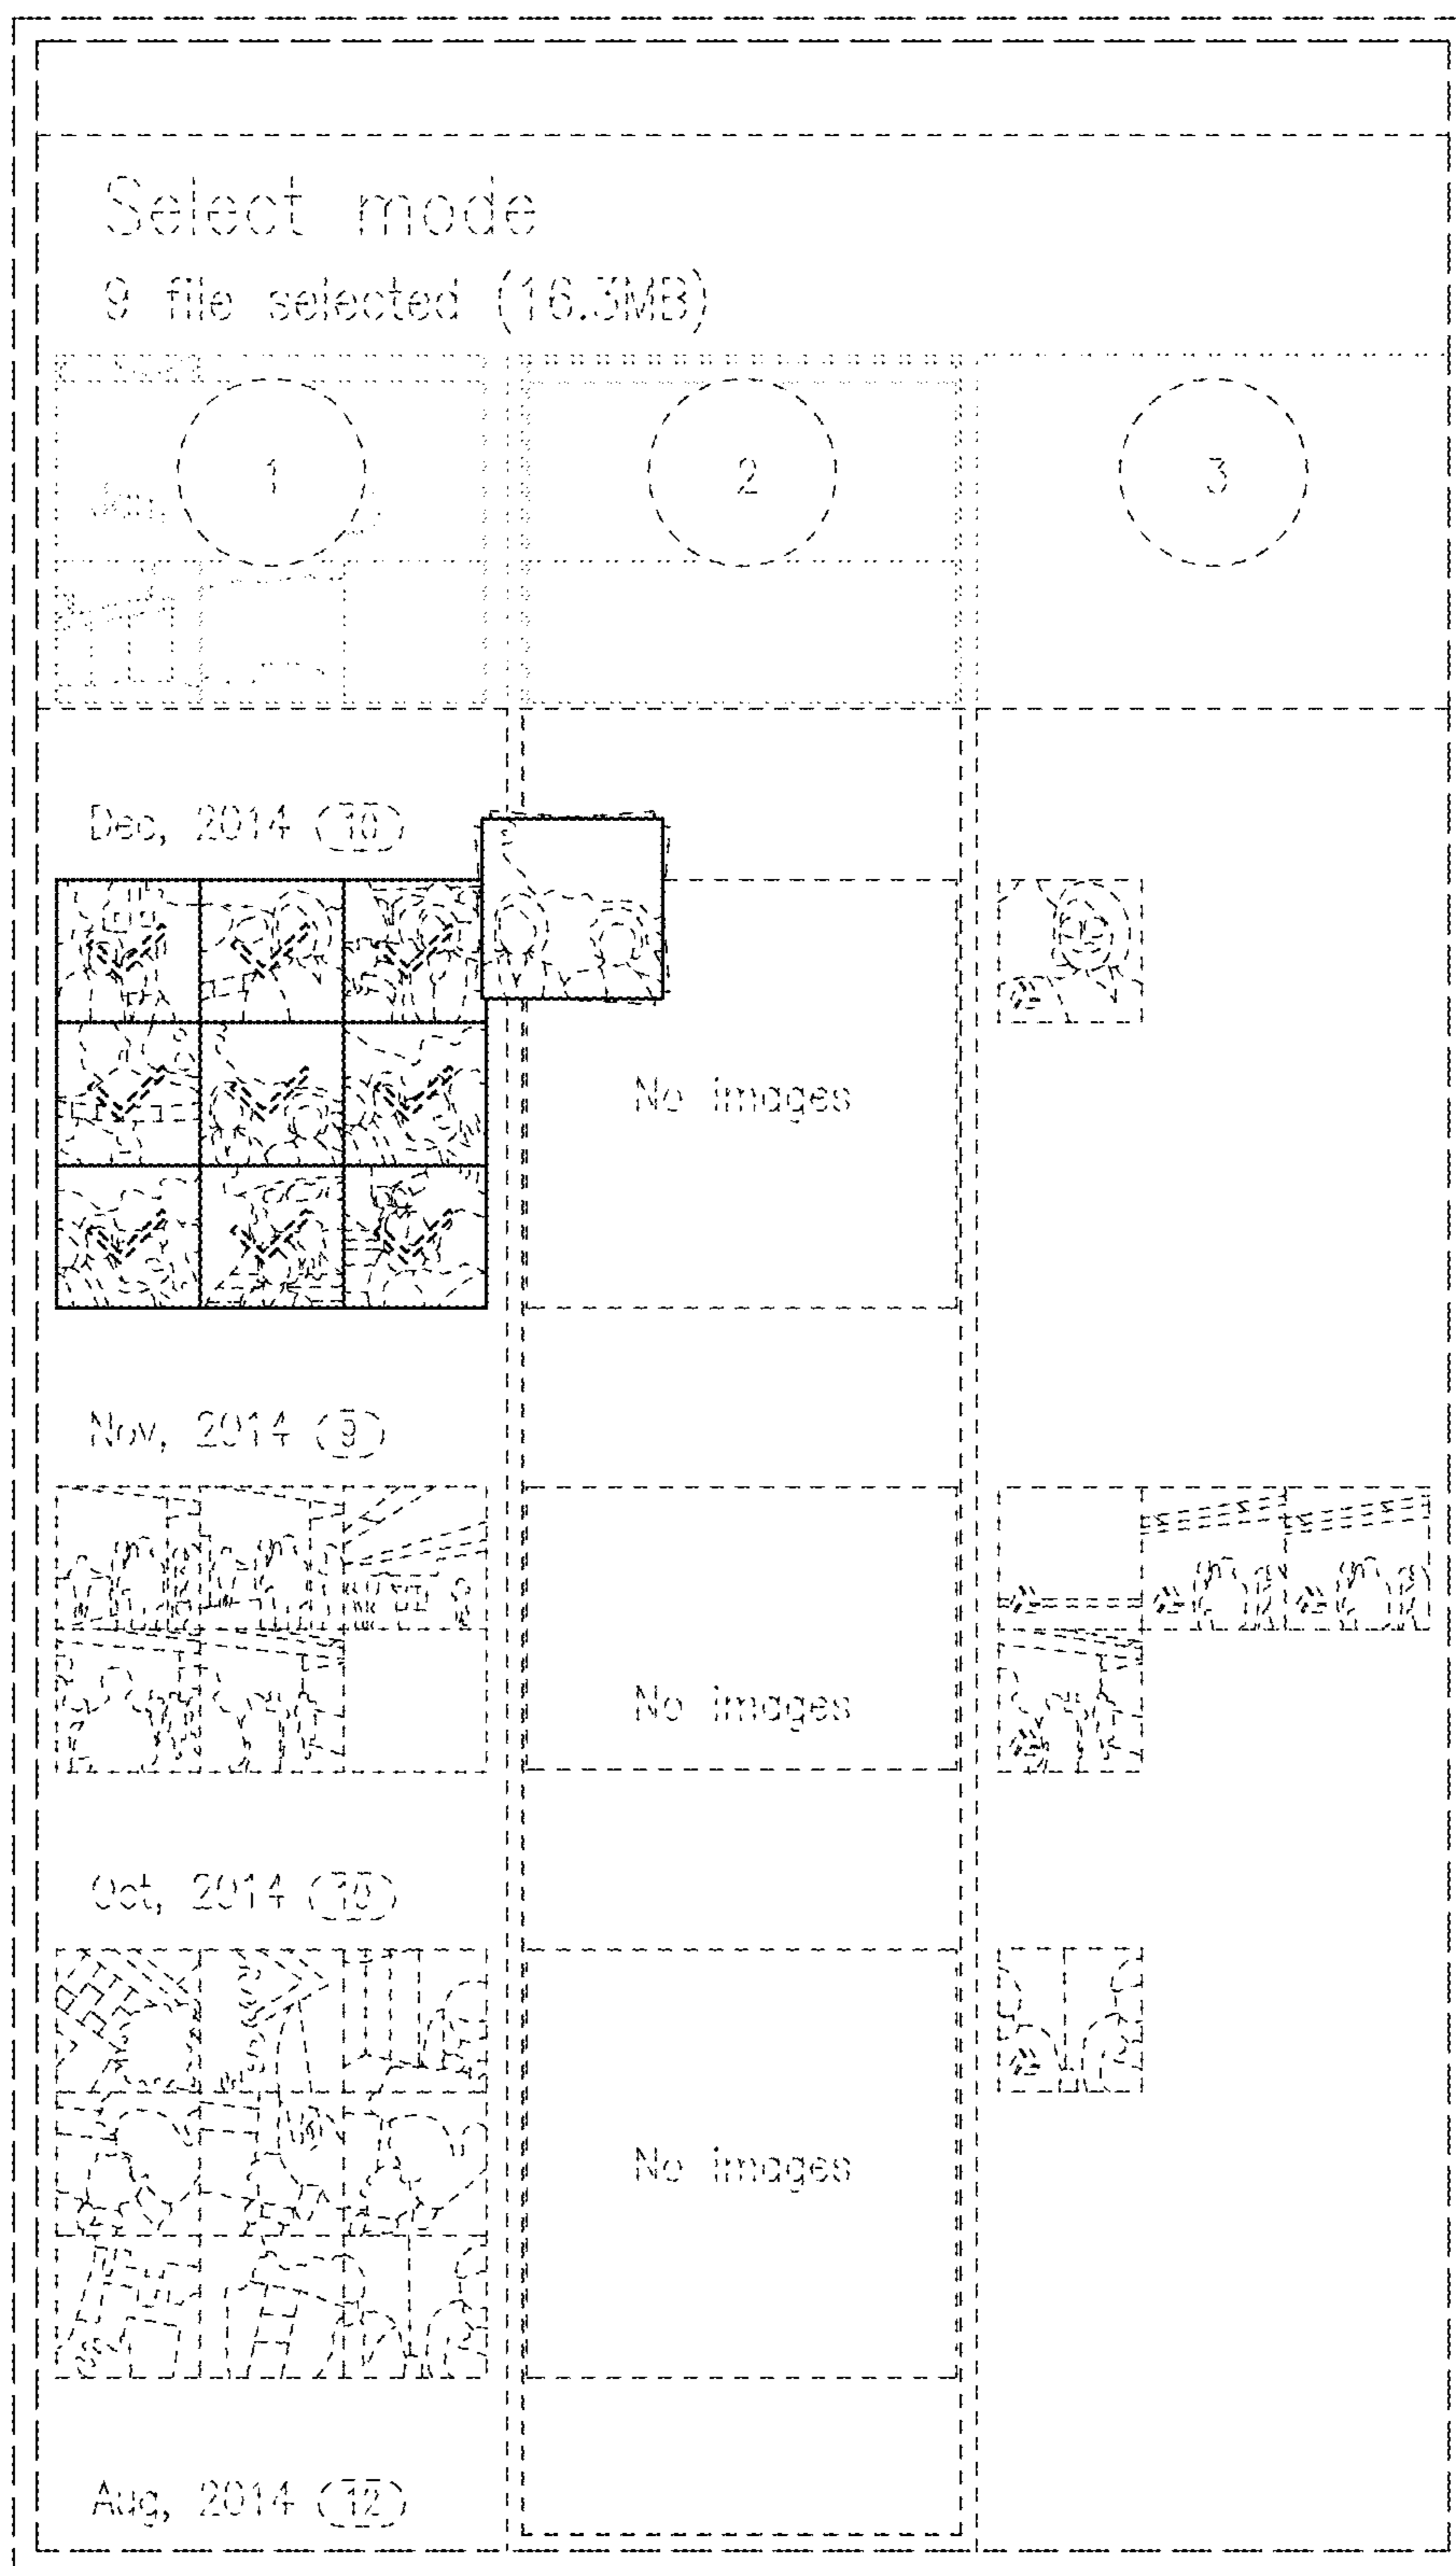 Select mode
9 file selected (16.3MB)
1
2
3
Jan,
Dec, 2014 (10)
No images
Nov, 2014 (9)
No images
Oct, 2014 (10)
No images
Aug, 2014 (12)